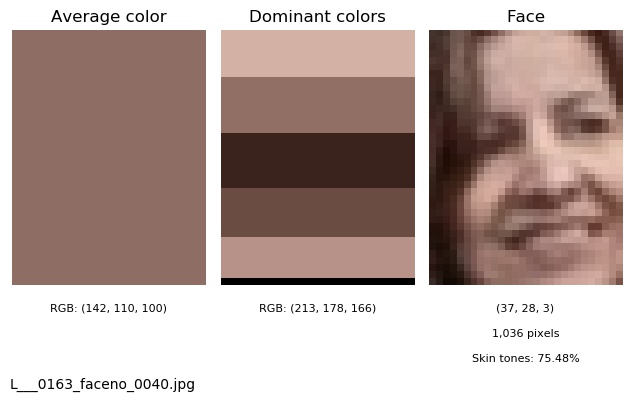 Average color
Dominant colors
Face
RGB: (142, 110, 100)
RGB: (213, 178, 166)
(37, 28, 3)
1,036 pixels
Skin tones: 75.48%
L___0163_faceno_0040.jpg